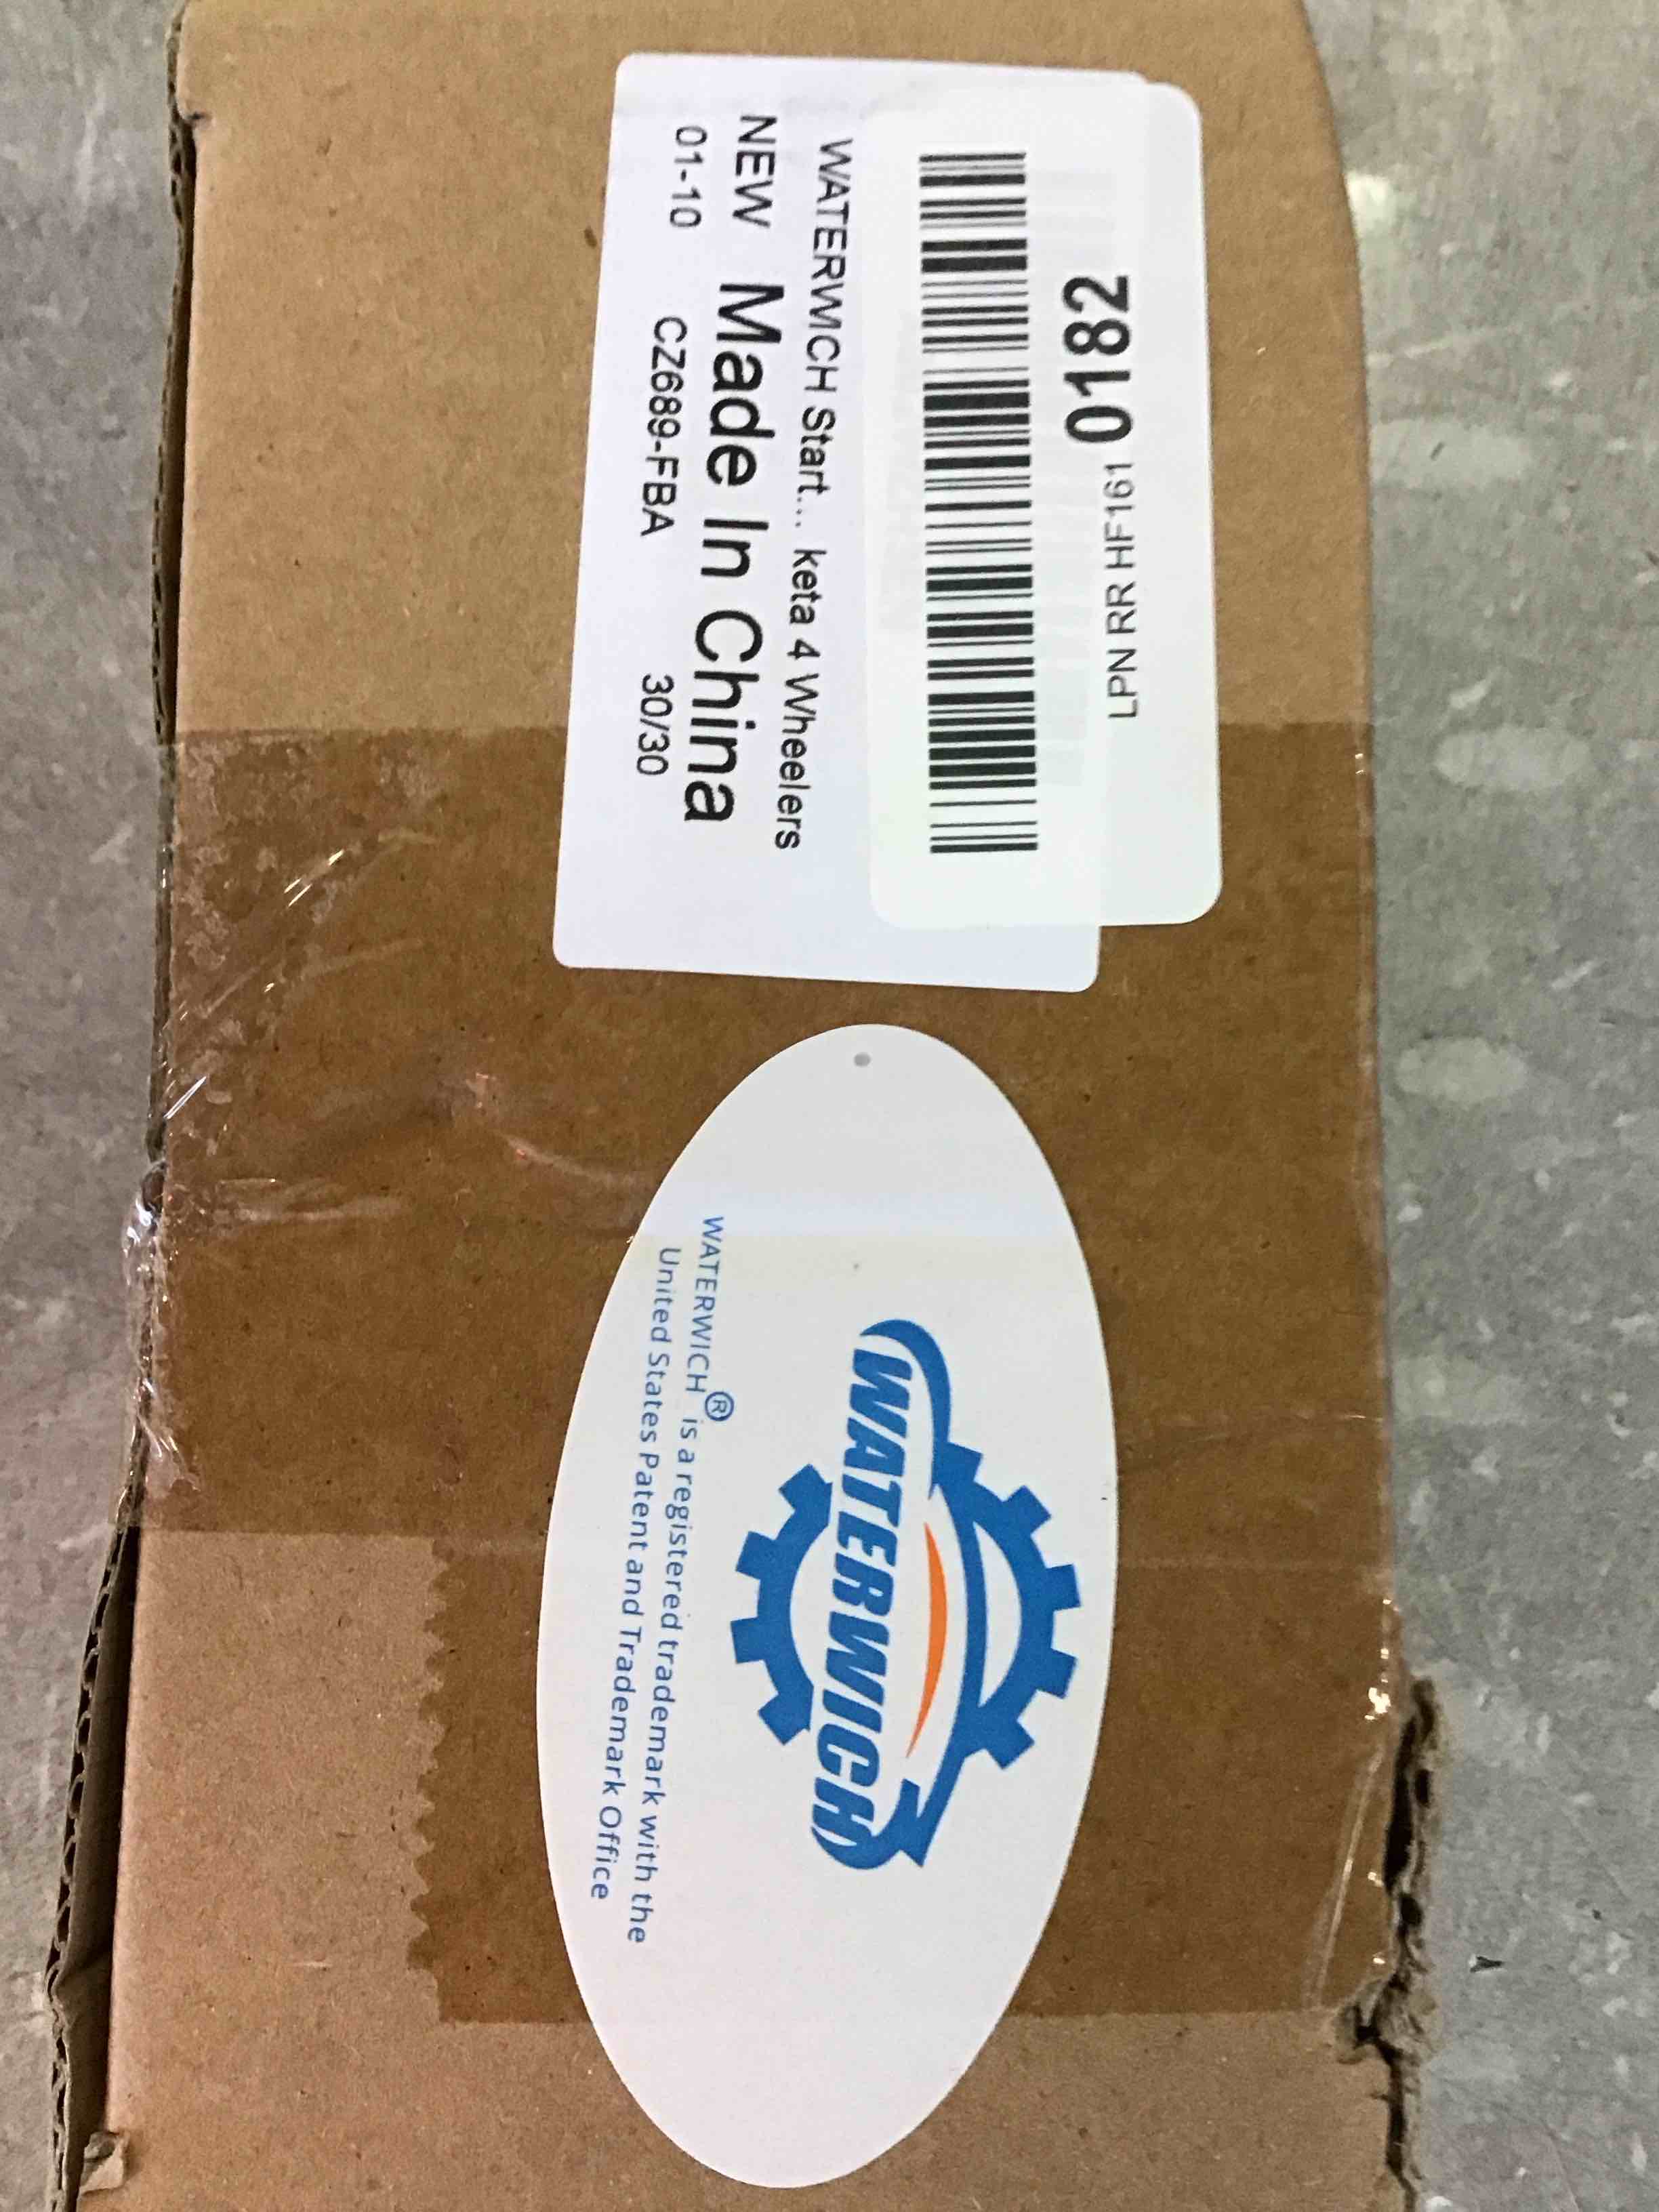 LPN RR HF161 0182
WATERWICH Start... keta 4 Wheelers
NEW Made In China
01-10 CZ689-FBA 30/30
WATERWICH
WATERWICH® is a registered trademark with the
United States Patent and Trademark Office